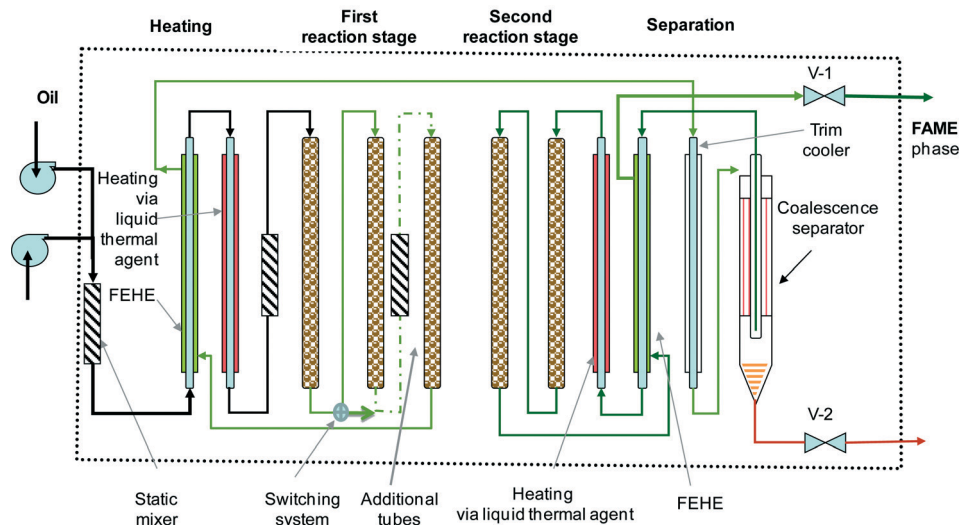 Heating
First
reaction stage
Second
reaction stage
Separation
V-1
Oil
FAME
phase
Trim
cooler
Heating
via
liquid
thermal
agent
Coalescence
separator
FEHE
V-2
Static
mixer
Switching
system
Additional
tubes
Heating
via liquid thermal agent
FEHE